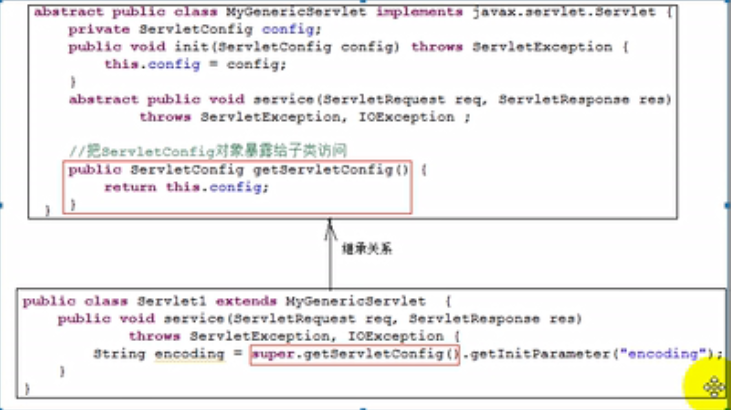 abstract public class MyGenericServlet implements javax.servlet.Servlet {
private ServletConfig config;
public void init(ServletConfig config) throws ServletException {
this.config = config;
}
abstract public void service(ServletRequest req, ServletResponse res)
throws ServletException, IOException ;
//把ServletConfig对象暴露给子类访问
public ServletConfig getServletConfig() {
return this.config;
}
}
继承关系
public class Servlet1 extends MyGenericServlet {
public void service(ServletRequest req, ServletResponse res)
throws ServletException, IOException {
String encoding = super.getServletConfig().getInitParameter("encoding");
}
}